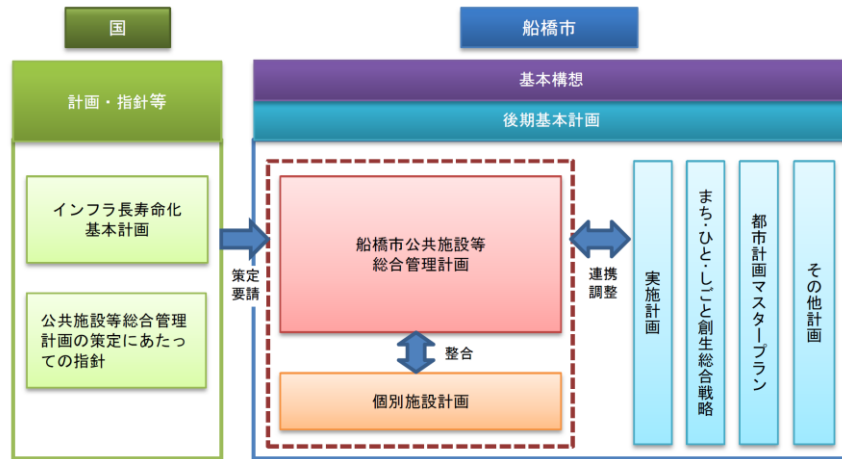 国
船橋市
計画・指針等
基本構想
後期基本計画
インフラ長寿命化
基本計画
公共施設等総合管理
計画の策定にあたっ
ての指針
策定
要請
船橋市公共施設等
総合管理計画
整合
個別施設計画
連携
調整
実施計画
まち・ひと・しごと創生総合戦略
都市計画マスタープラン
その他計画